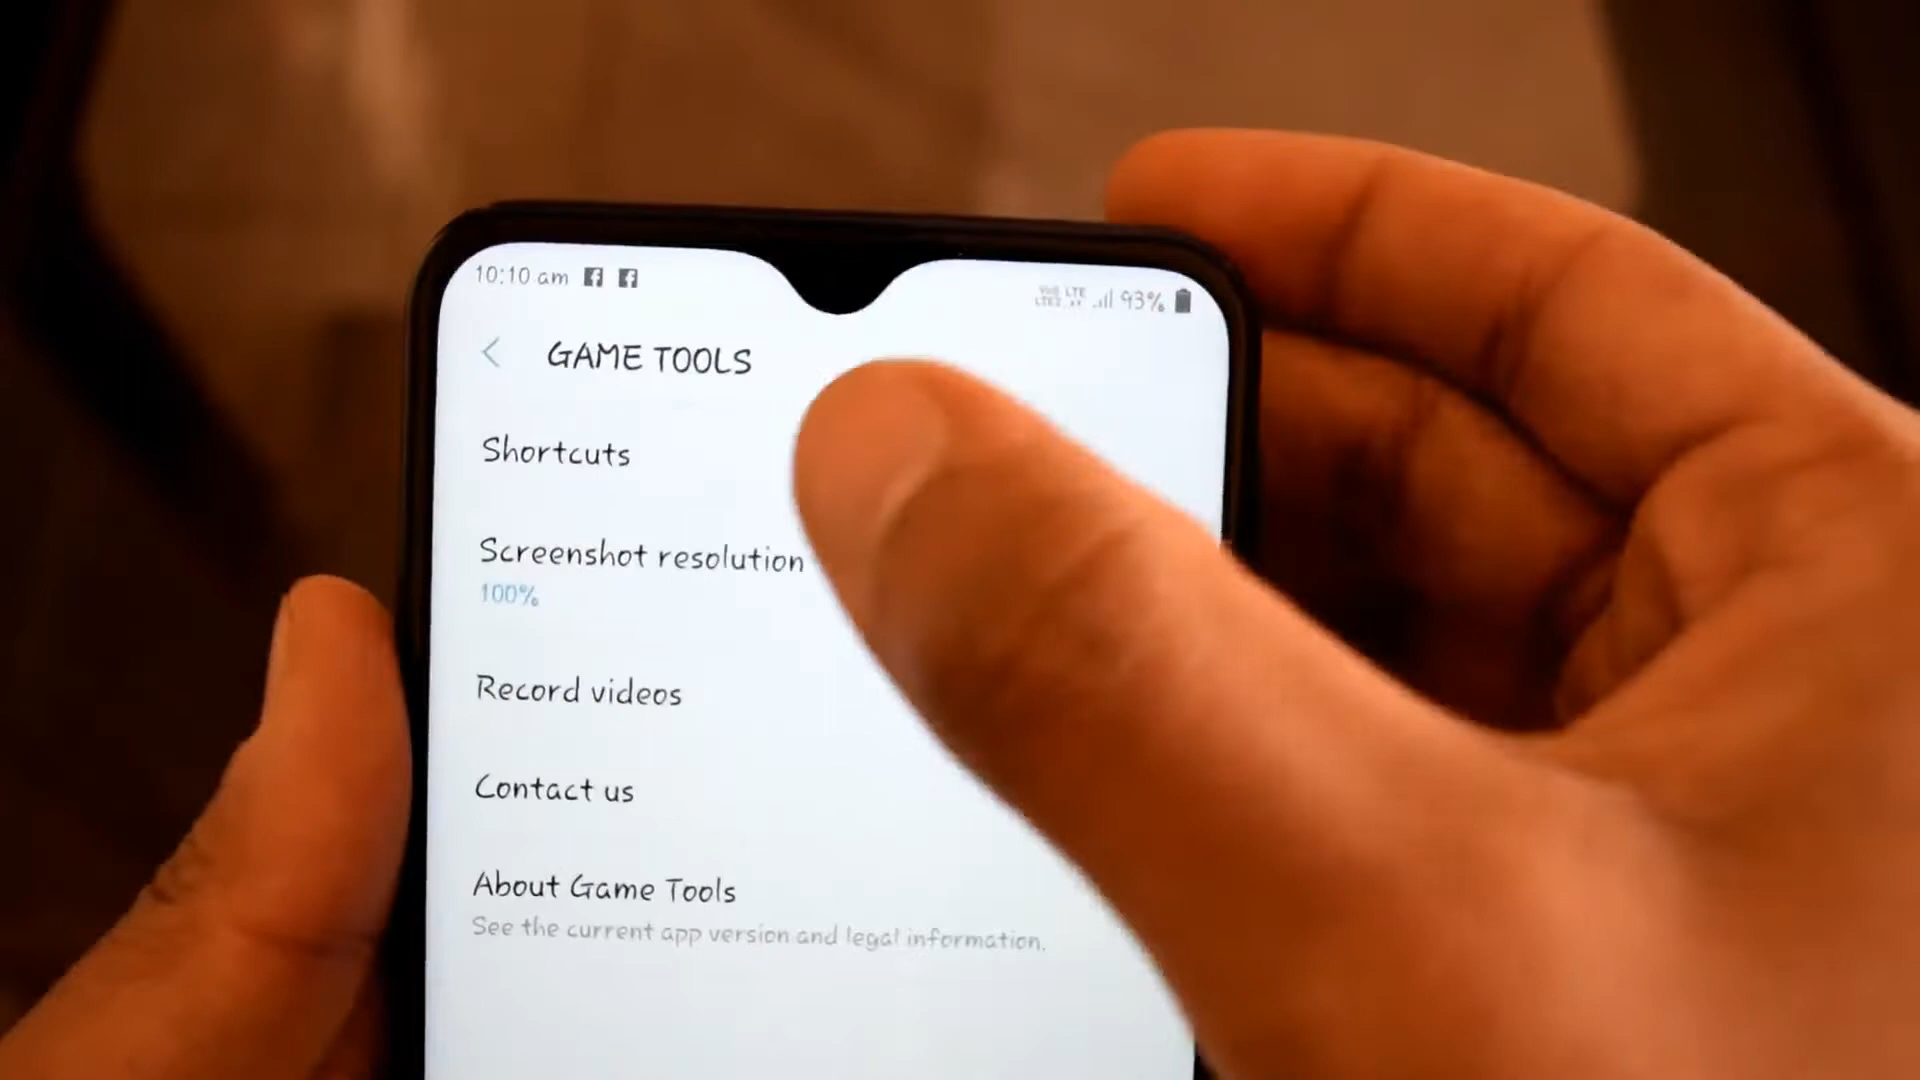 10:10 am
LTE 93%
GAME TOOLS
Shortcuts
Screenshot resolution
100%
Record videos
Contact us
About Game Tools
See the current app version and legal information.